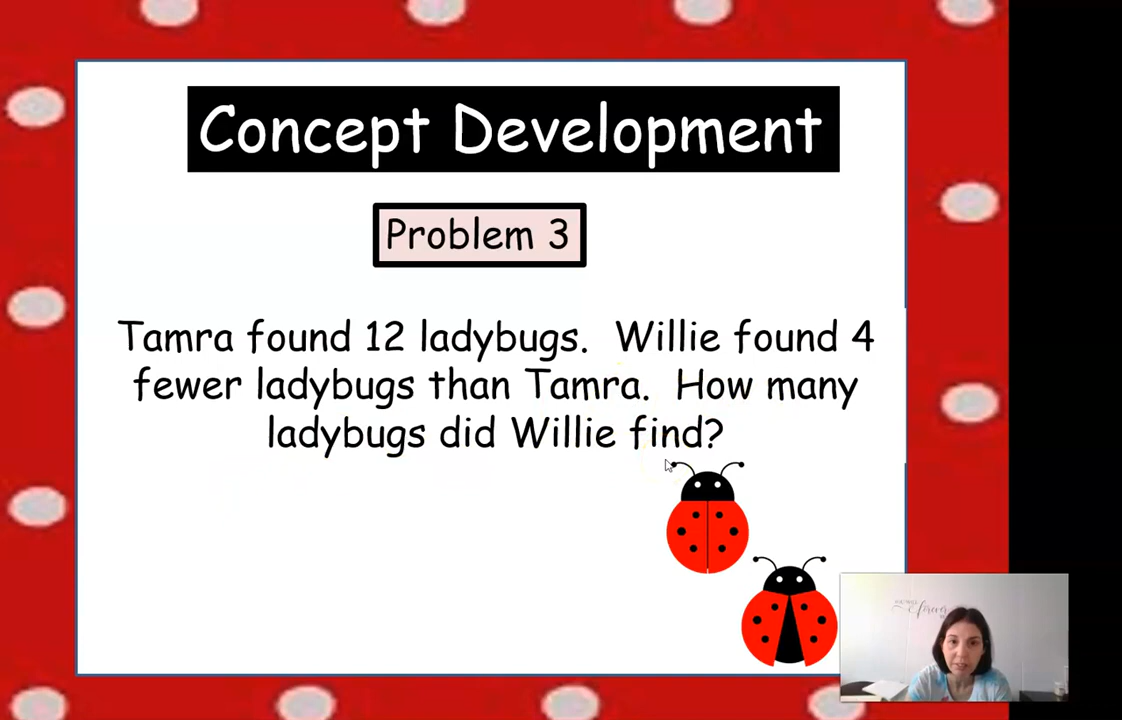 Concept Development
Problem 3
Tamra found 12 ladybugs.  Willie found 4
fewer ladybugs than Tamra.  How many
ladybugs did Willie find?
forever